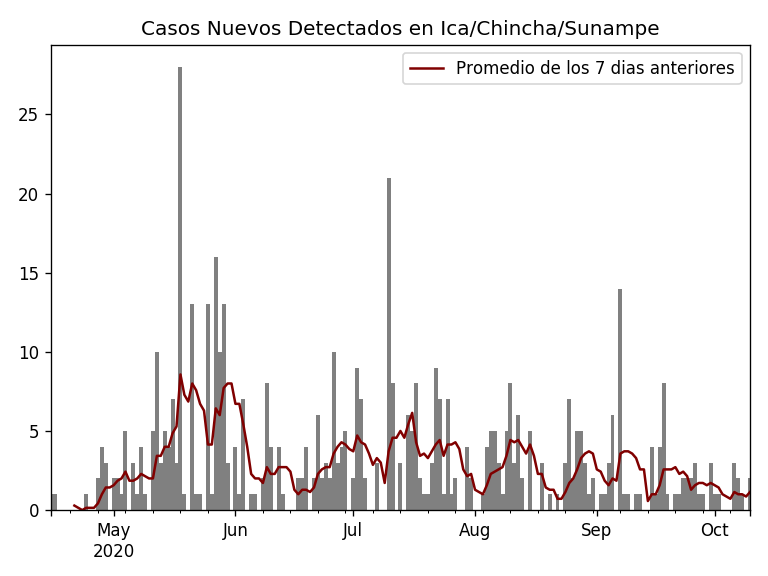 Casos Nuevos Detectados en Ica/Chincha/Sunampe
Promedio de los 7 dias anteriores
25
20
15
10
5
0
May Jun Jul Aug Sep Oct
2020